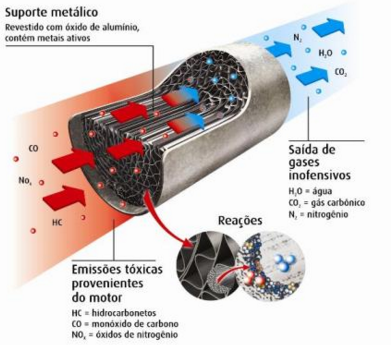 Suporte metálico
Revestido com óxido de alumínio,
contém metais ativos
N₂
H₂O
CO₂
CO
NOₓ
HC
Saída de
gases
inofensivos
H₂O = água
CO₂ = gás carbônico
N₂ = nitrogênio
Reações
Emissões tóxicas
provenientes
do motor
HC = hidrocarbonetos
CO = monóxido de carbono
NOₓ = óxidos de nitrogênio